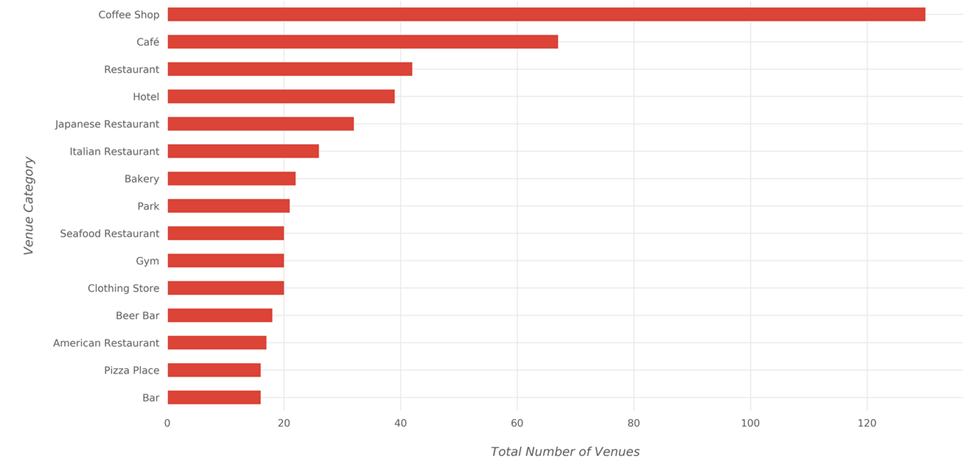 Coffee Shop
Café
Restaurant
Hotel
Japanese Restaurant
Italian Restaurant
Bakery
Park
Seafood Restaurant
Gym
Clothing Store
Beer Bar
American Restaurant
Pizza Place
Bar
Venue Category
0 20 40 60 80 100 120
Total Number of Venues